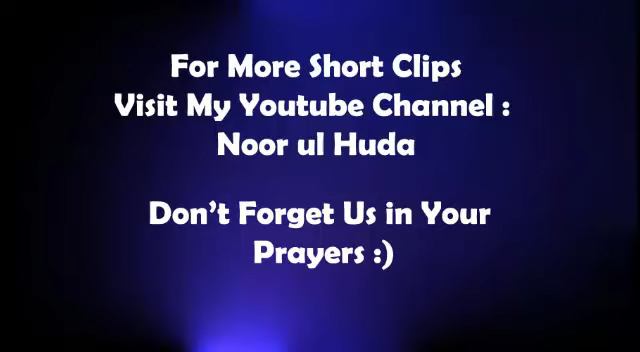 For More Short Clips
Visit My Youtube Channel :
Noor ul Huda
Don't Forget Us in Your
Prayers :)